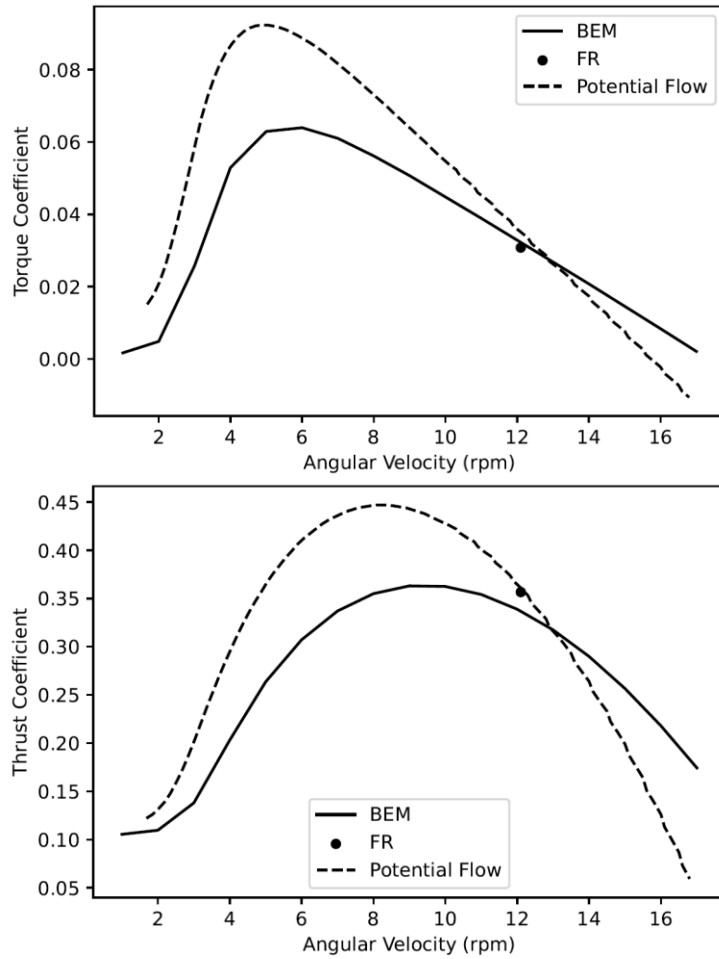 BEM
FR
Potential Flow
0.08
0.06
0.04
0.02
0.00
Torque Coefficient
2 4 6 8 10 12 14 16
Angular Velocity (rpm)
0.45
0.40
0.35
0.30
0.25
0.20
0.15
0.10
0.05
Thrust Coefficient
BEM
FR
Potential Flow
2 4 6 8 10 12 14 16
Angular Velocity (rpm)